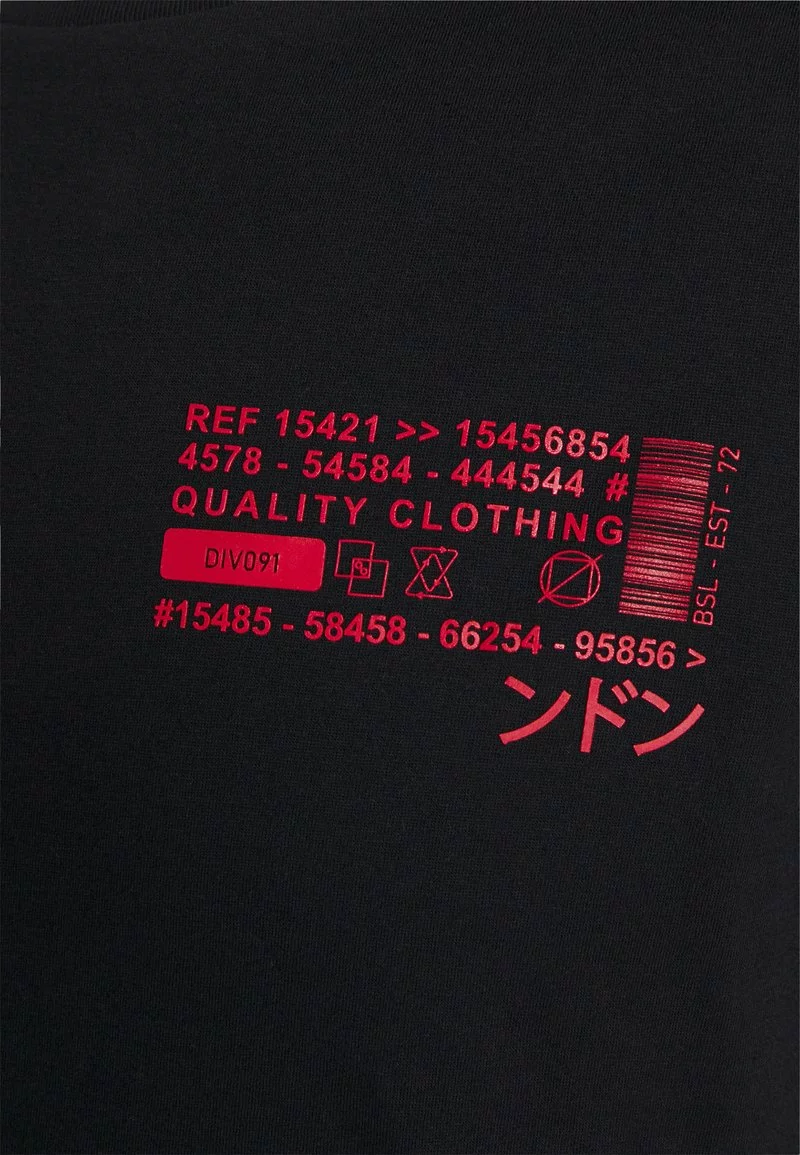 REF 15421 >> 15456854
4578 - 54584 - 444544 #
QUALITY CLOTHING
DIV091
BSL - EST - 72
#15485 - 58458 - 66254 - 95856 >
ンドン